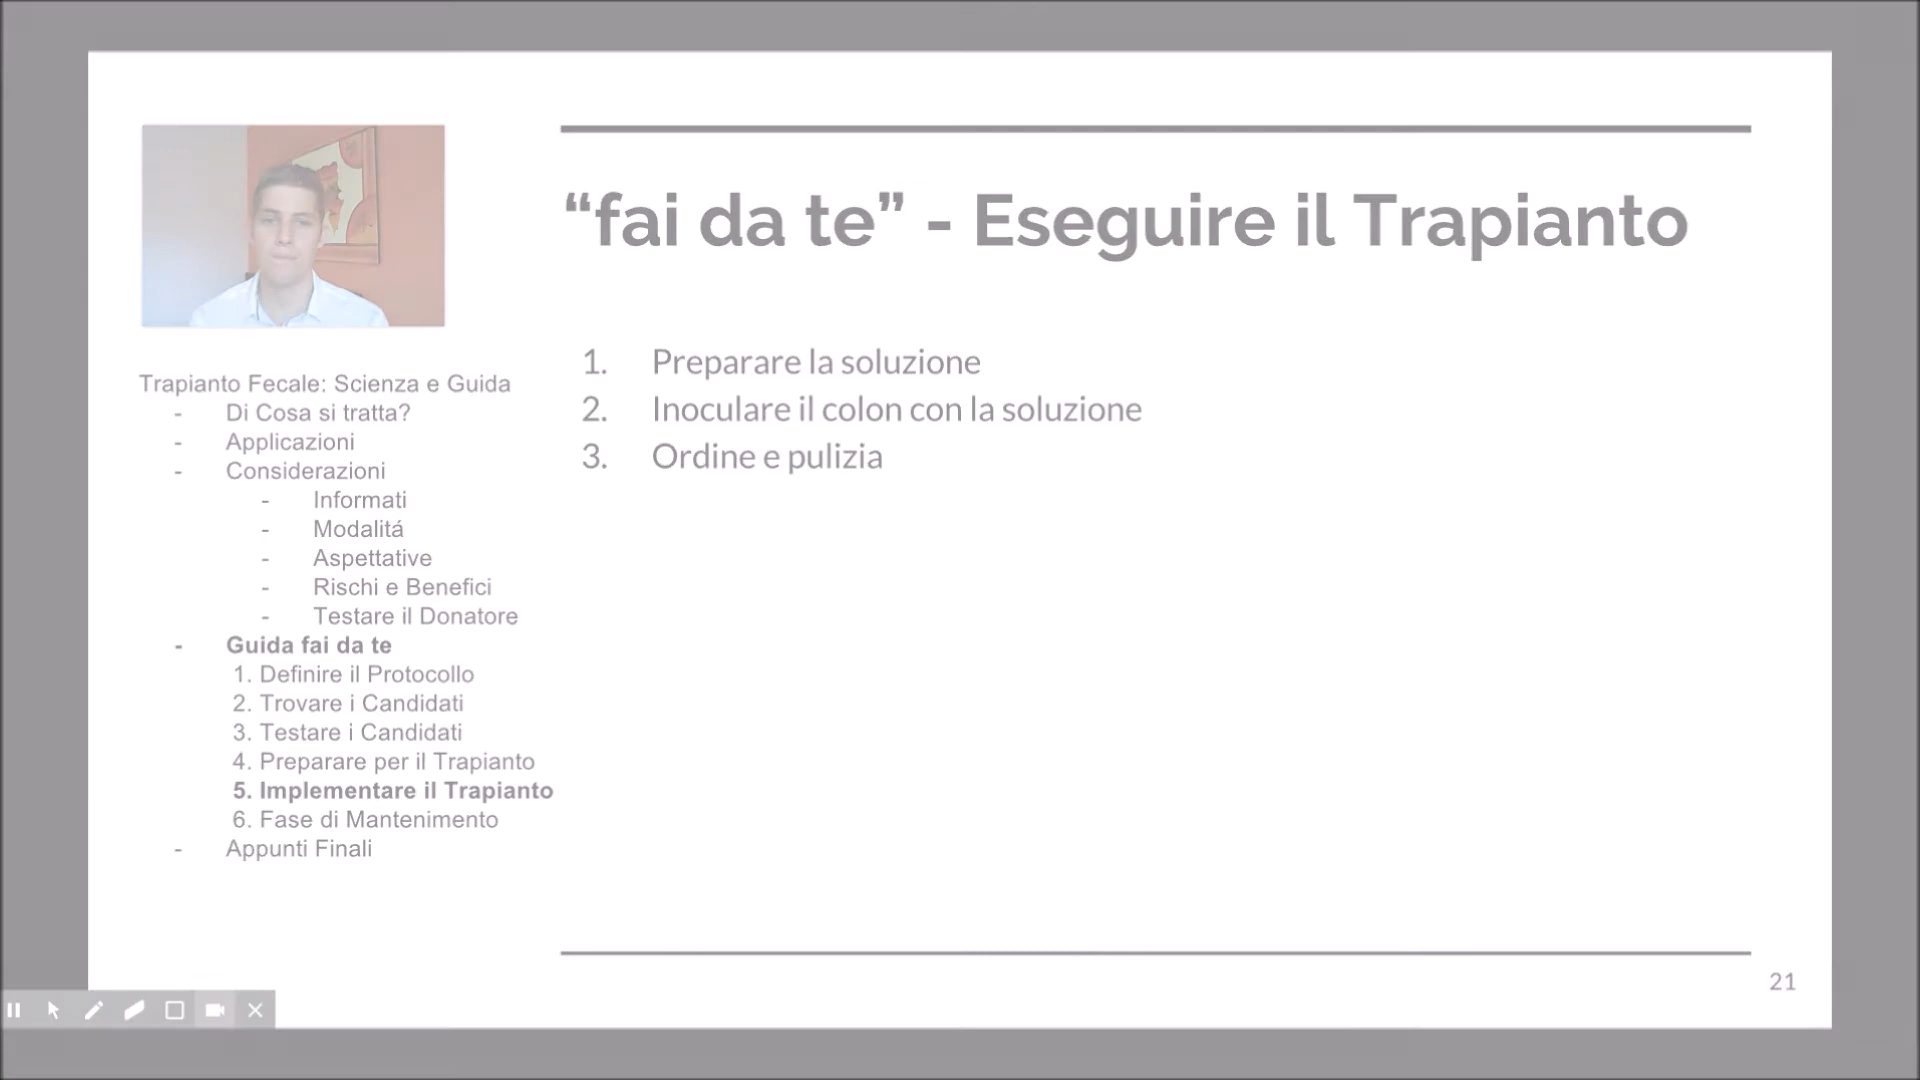 “fai da te” - Eseguire il Trapianto
1. Preparare la soluzione
2. Inoculare il colon con la soluzione
3. Ordine e pulizia
Trapianto Fecale: Scienza e Guida
- Di Cosa si tratta?
- Applicazioni
- Considerazioni
- Informati
- Modalitá
- Aspettative
- Rischi e Benefici
- Testare il Donatore
- Guida fai da te
1. Definire il Protocollo
2. Trovare i Candidati
3. Testare i Candidati
4. Preparare per il Trapianto
5. Implementare il Trapianto
6. Fase di Mantenimento
- Appunti Finali
21